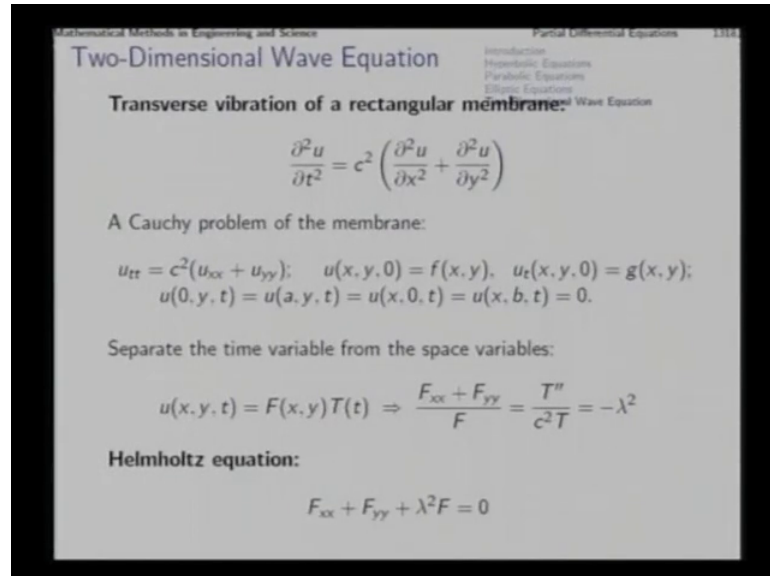 Mathematical Methods in Engineering and Science Partial Differential Equations
Two-Dimensional Wave Equation
Introduction
Hyperbolic Equations
Parabolic Equations
Elliptic Equations
Transverse vibration of a rectangular membrane: Wave Equation
∂²u/∂t² = c² (∂²u/∂x² + ∂²u/∂y²)
A Cauchy problem of the membrane:
u_tt = c²(u_xx + u_yy); u(x, y, 0) = f(x, y), u_t(x, y, 0) = g(x, y);
u(0, y, t) = u(a, y, t) = u(x, 0, t) = u(x, b, t) = 0.
Separate the time variable from the space variables:
u(x, y, t) = F(x, y)T(t) ⇒ (F_xx + F_yy)/F = T″/(c²T) = −λ²
Helmholtz equation:
F_xx + F_yy + λ²F = 0